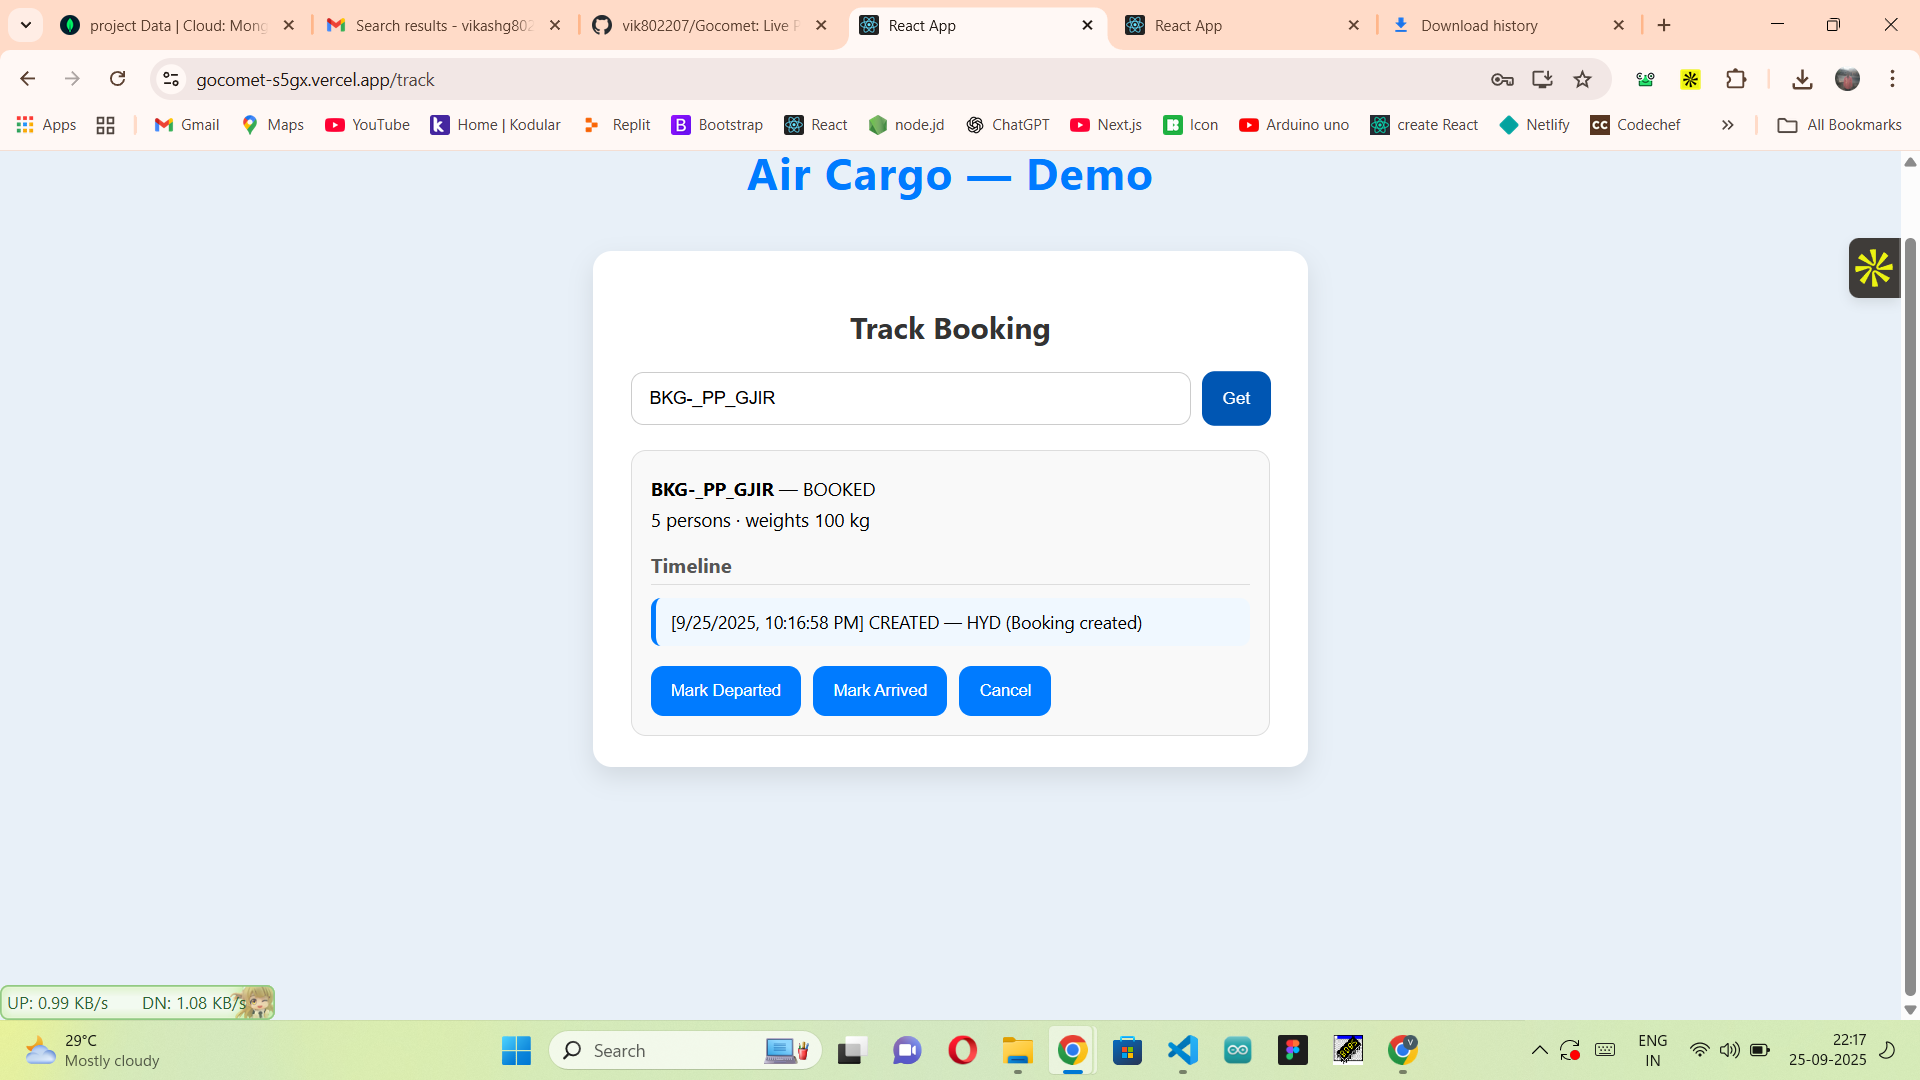 project Data | Cloud: Mong
Search results - vikashg802
vik802207/Gocomet: Live P
React App
React App
Download history
gocomet-s5gx.vercel.app/track
Apps
Gmail
Maps
YouTube
Home | Kodular
Replit
Bootstrap
React
node.jd
ChatGPT
Next.js
Icon
Arduino uno
create React
Netlify
CC Codechef
All Bookmarks
Air Cargo — Demo
Track Booking
BKG-_PP_GJIR
Get
BKG-_PP_GJIR — BOOKED
5 persons · weights 100 kg
Timeline
[9/25/2025, 10:16:58 PM] CREATED — HYD (Booking created)
Mark Departed
Mark Arrived
Cancel
UP: 0.99 KB/s
DN: 1.08 KB/s
29°C
Mostly cloudy
Search
ENG
IN
22:17
25-09-2025